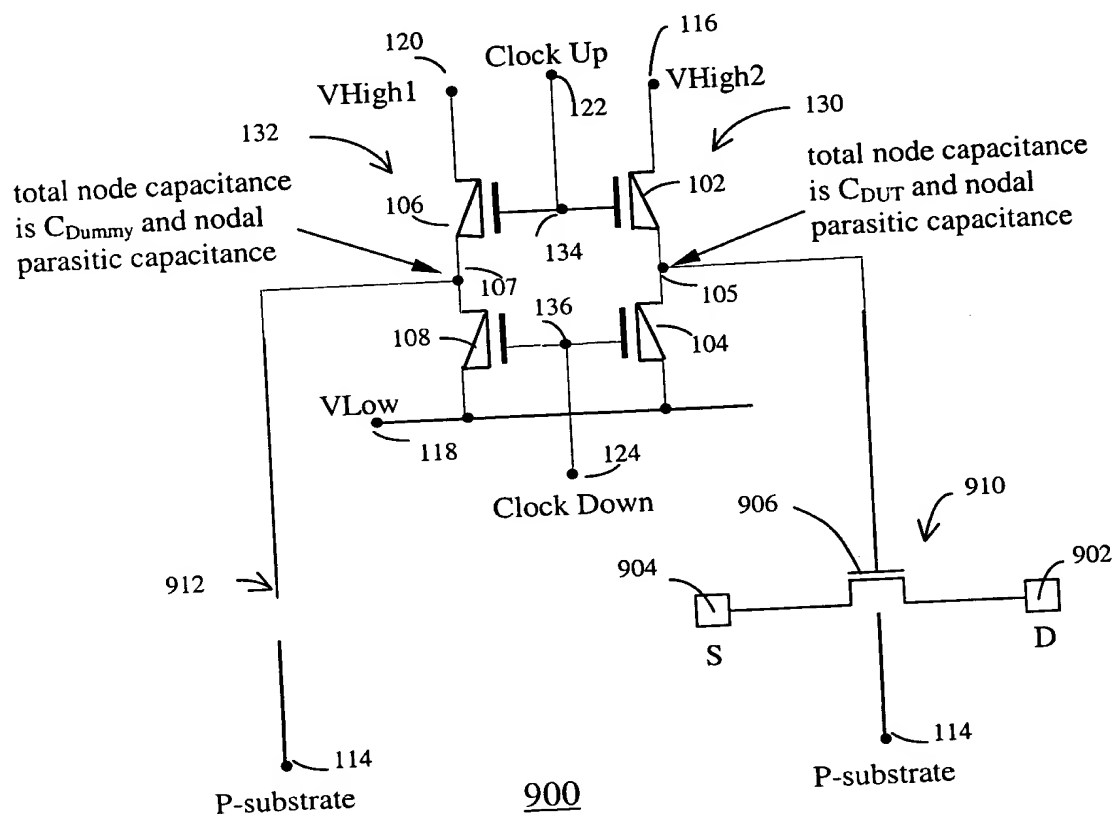 120
Clock Up
116
VHigh1
122
VHigh2
132
130
total node capacitance
is CDummy and nodal
parasitic capacitance
total node capacitance
is CDUT and nodal
parasitic capacitance
106
102
134
107
105
108
136
104
VLow
118
124
Clock Down
906
910
912
904
902
S
D
114
114
P-substrate
900
P-substrate